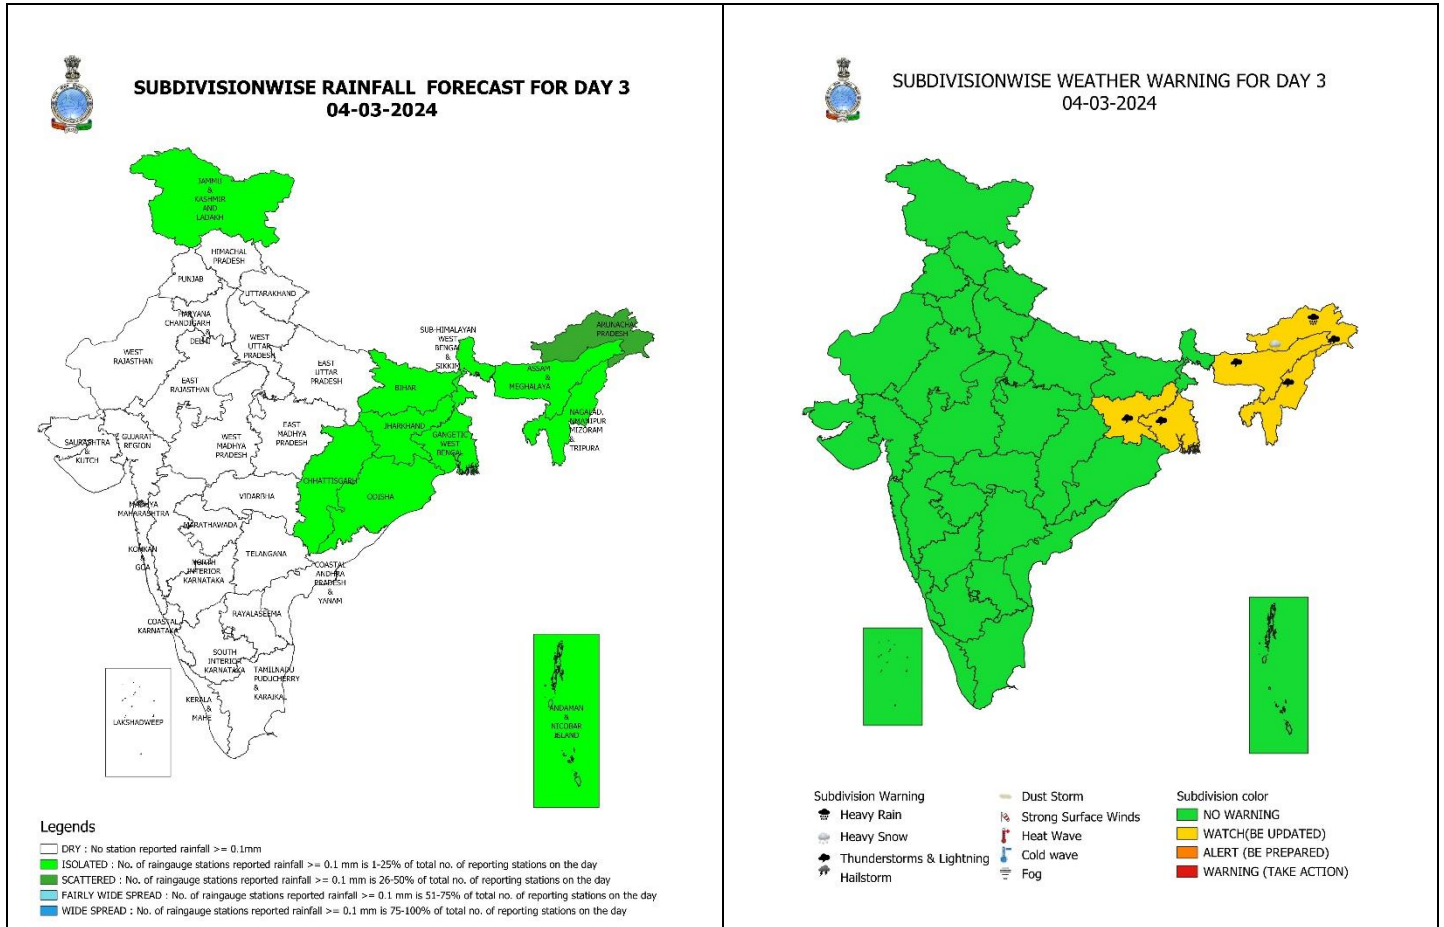 SUBDIVISIONWISE RAINFALL FORECAST FOR DAY 3
04-03-2024
JAMMU
&
KASHMIR
AND
LADAKH
HIMACHAL
PRADESH
PUNJAB
UTTARAKHAND
HARYANA
CHANDIGARH
&
DELHI
WEST
UTTAR
PRADESH
SUB-HIMALAYAN
WEST
BENGAL
&
SIKKIM
ARUNACHAL
PRADESH
WEST
RAJASTHAN
EAST
RAJASTHAN
EAST
UTTAR
PRADESH
BIHAR
ASSAM
&
MEGHALAYA
NAGALAD,
MANIPUR
MIZORAM
&
TRIPURA
SAURASHTRA
&
KUTCH
GUJARAT
REGION
WEST
MADHYA
PRADESH
EAST
MADHYA
PRADESH
JHARKHAND
GANGETIC
WEST
BENGAL
CHHATTISGARH
ODISHA
VIDARBHA
MADHYA
MAHARASHTRA
MARATHAWADA
KONKAN
&
GOA
NORTH
INTERIOR
KARNATAKA
TELANGANA
COASTAL
ANDHRA
PRADESH
&
YANAM
RAYALASEEMA
COASTAL
KARNATAKA
SOUTH
INTERIOR
KARNATAKA
TAMILNADU
PUDUCHERRY
&
KARAIKAL
KERALA
&
MAHE
LAKSHADWEEP
ANDAMAN
&
NICOBAR
ISLAND
Legends
DRY : No station reported rainfall >= 0.1mm
ISOLATED : No. of raingauge stations reported rainfall >= 0.1 mm is 1-25% of total no. of reporting stations on the day
SCATTERED : No. of raingauge stations reported rainfall >= 0.1 mm is 26-50% of total no. of reporting stations on the day
FAIRLY WIDE SPREAD : No. of raingauge stations reported rainfall >= 0.1 mm is 51-75% of total no. of reporting stations on the day
WIDE SPREAD : No. of raingauge stations reported rainfall >= 0.1 mm is 75-100% of total no. of reporting stations on the day
SUBDIVISIONWISE WEATHER WARNING FOR DAY 3
04-03-2024
Subdivision Warning
Heavy Rain
Heavy Snow
Thunderstorms & Lightning
Hailstorm
Dust Storm
Strong Surface Winds
Heat Wave
Cold wave
Fog
Subdivision color
NO WARNING
WATCH(BE UPDATED)
ALERT (BE PREPARED)
WARNING (TAKE ACTION)